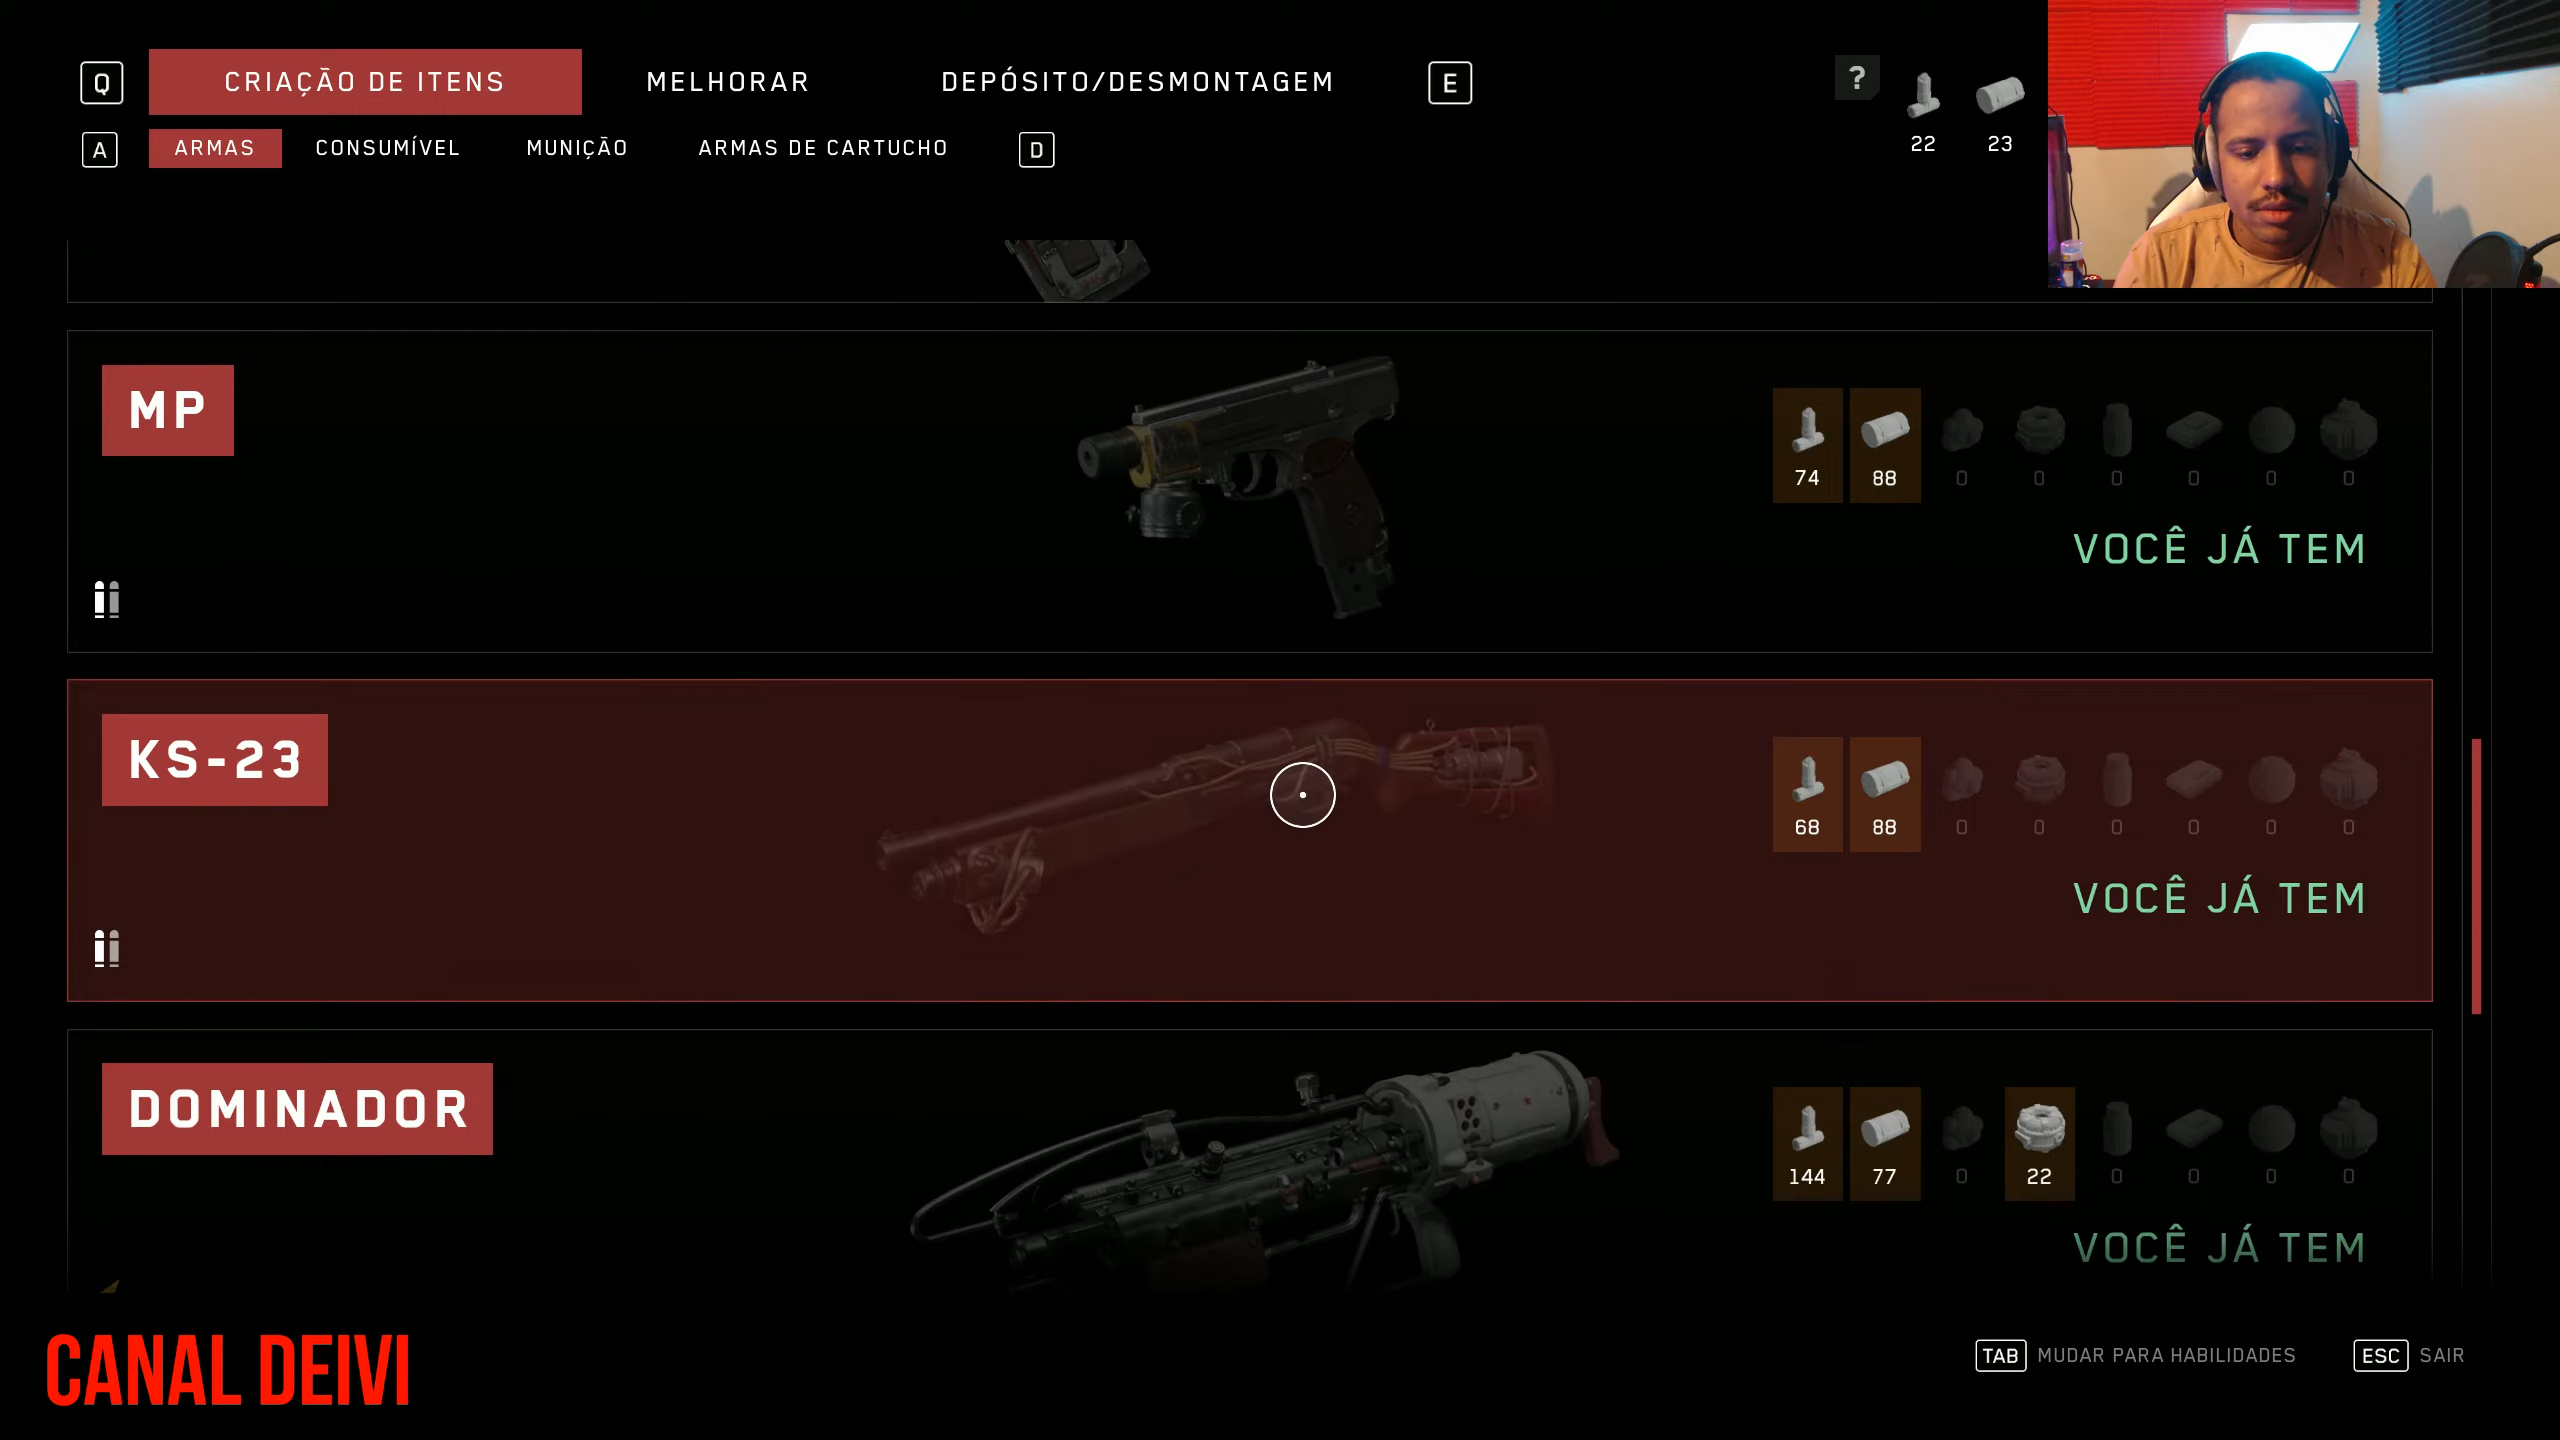 Q CRIAÇÃO DE ITENS MELHORAR DEPÓSITO/DESMONTAGEM E ?
A ARMAS CONSUMÍVEL MUNIÇÃO ARMAS DE CARTUCHO D 22 23
MP
74 88 0 0 0 0 0 0
VOCÊ JÁ TEM
KS-23
68 88 0 0 0 0 0 0
VOCÊ JÁ TEM
DOMINADOR
144 77 0 22 0 0 0 0
VOCÊ JÁ TEM
CANAL DEIVI
TAB MUDAR PARA HABILIDADES ESC SAIR